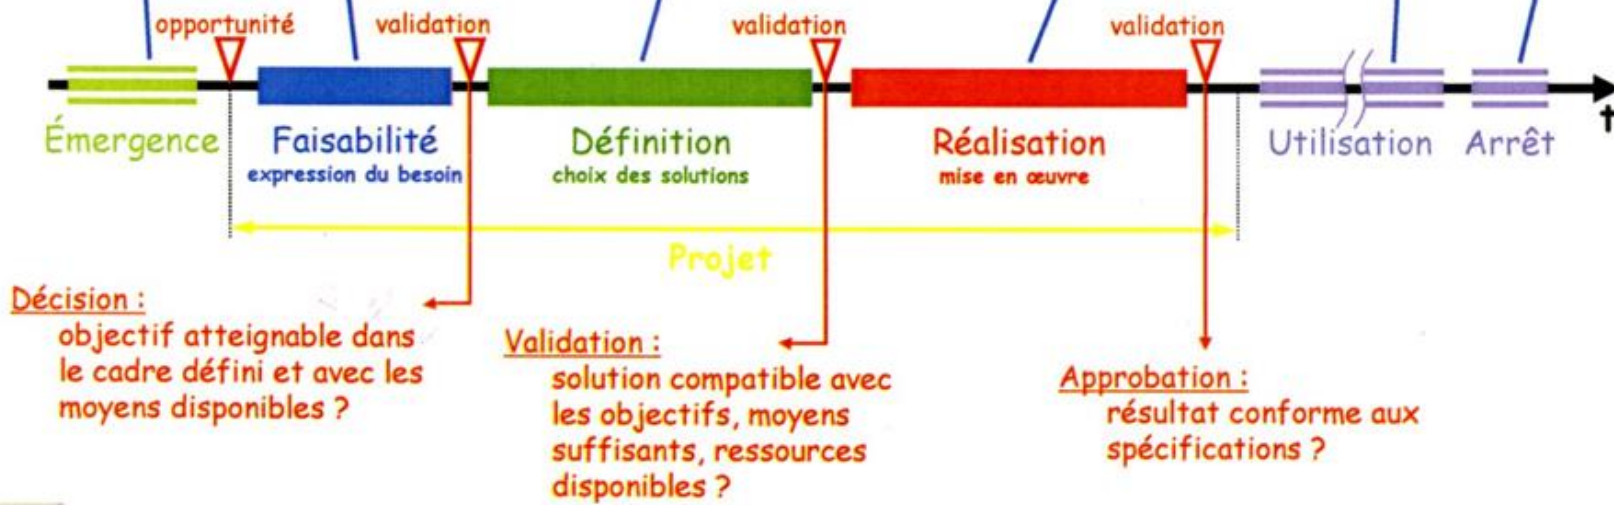 opportunité
validation
validation
validation
t
Émergence
Faisabilité
expression du besoin
Définition
choix des solutions
Réalisation
mise en œuvre
Utilisation
Arrêt
Projet
Décision :
objectif atteignable dans
le cadre défini et avec les
moyens disponibles ?
Validation :
solution compatible avec
les objectifs, moyens
suffisants, ressources
disponibles ?
Approbation :
résultat conforme aux
spécifications ?